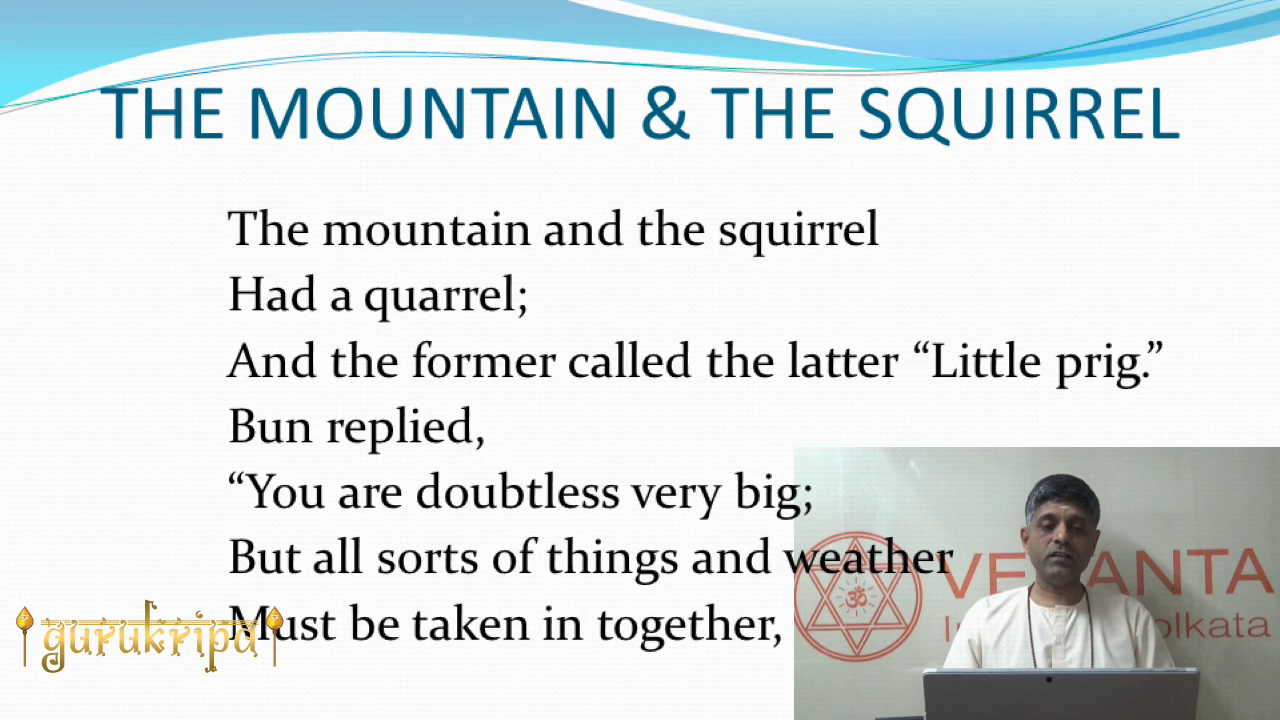 THE MOUNTAIN & THE SQUIRREL
The mountain and the squirrel
Had a quarrel;
And the former called the latter “Little prig.”
Bun replied,
“You are doubtless very big;
But all sorts of things and weather
Must be taken in together,
gurukripa
ॐ
VE ANTA
olkata